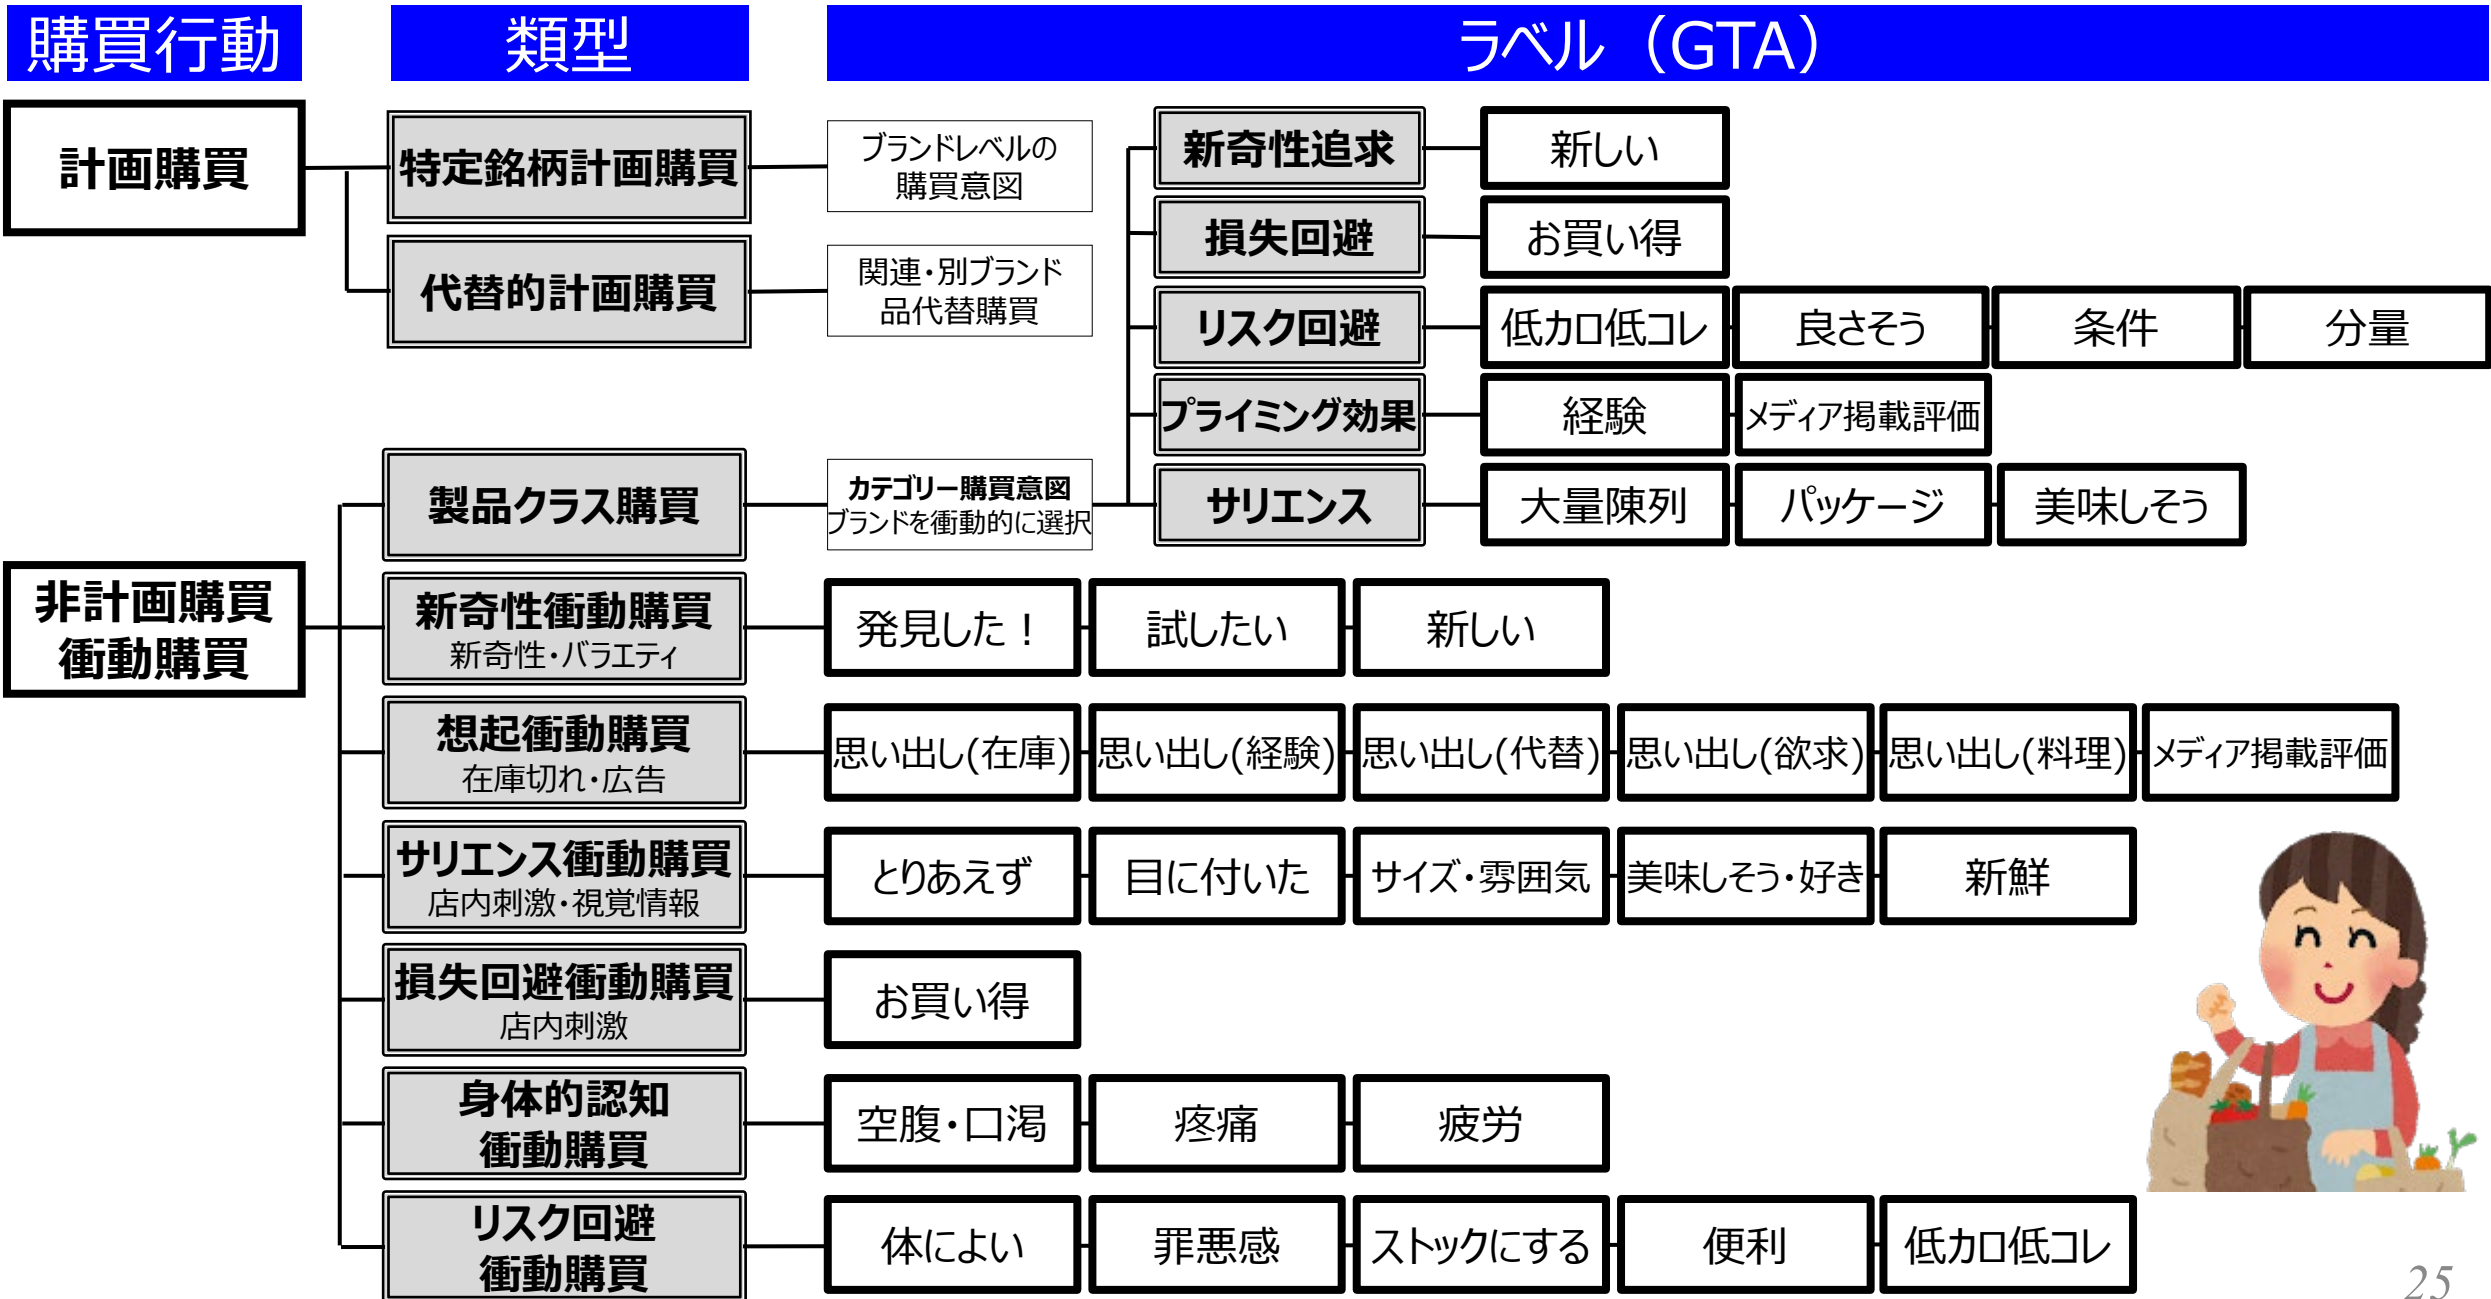 購買行動
類型
ラベル（GTA）
計画購買
特定銘柄計画購買
ブランドレベルの
購買意図
代替的計画購買
関連・別ブランド
品代替購買
新奇性追求
新しい
損失回避
お買い得
リスク回避
低カロ低コレ
良さそう
条件
分量
プライミング効果
経験
メディア掲載評価
サリエンス
大量陳列
パッケージ
美味しそう
非計画購買
衝動購買
製品クラス購買
カテゴリー購買意図
ブランドを衝動的に選択
新奇性衝動購買
新奇性・バラエティ
発見した！
試したい
新しい
想起衝動購買
在庫切れ・広告
思い出し(在庫)
思い出し(経験)
思い出し(代替)
思い出し(欲求)
思い出し(料理)
メディア掲載評価
サリエンス衝動購買
店内刺激・視覚情報
とりあえず
目に付いた
サイズ・雰囲気
美味しそう・好き
新鮮
損失回避衝動購買
店内刺激
お買い得
身体的認知
衝動購買
空腹・口渇
疼痛
疲労
リスク回避
衝動購買
体によい
罪悪感
ストックにする
便利
低カロ低コレ
25